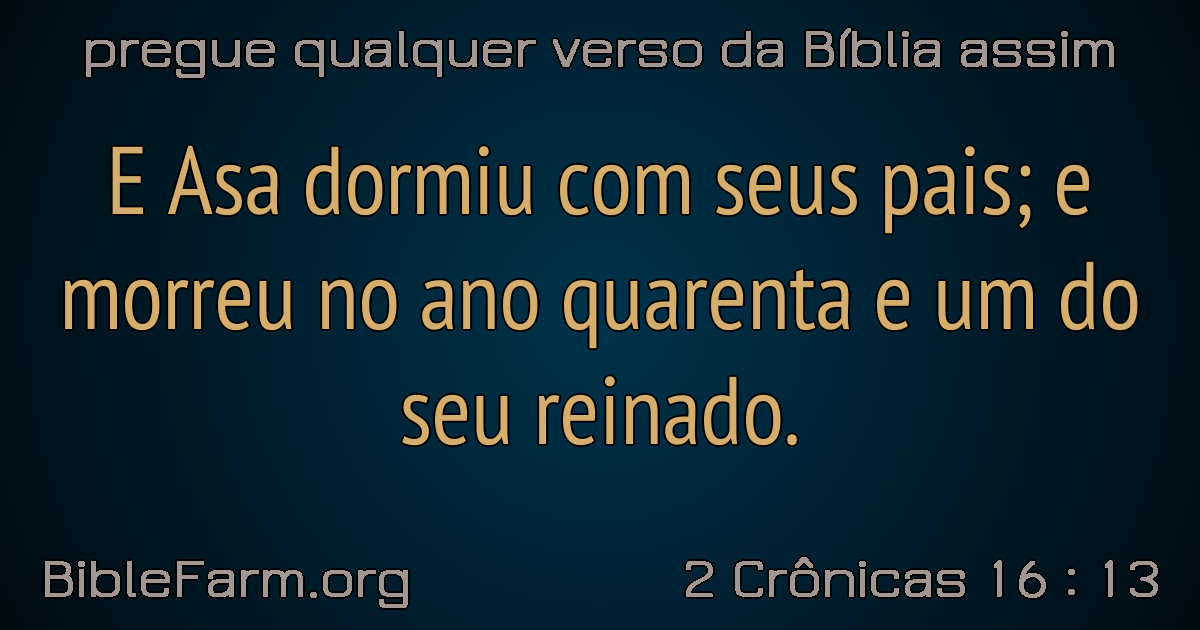 pregue qualquer verso da Bíblia assim
E Asa dormiu com seus pais; e
morreu no ano quarenta e um do
seu reinado.
BibleFarm.org
2 Crônicas 16 : 13